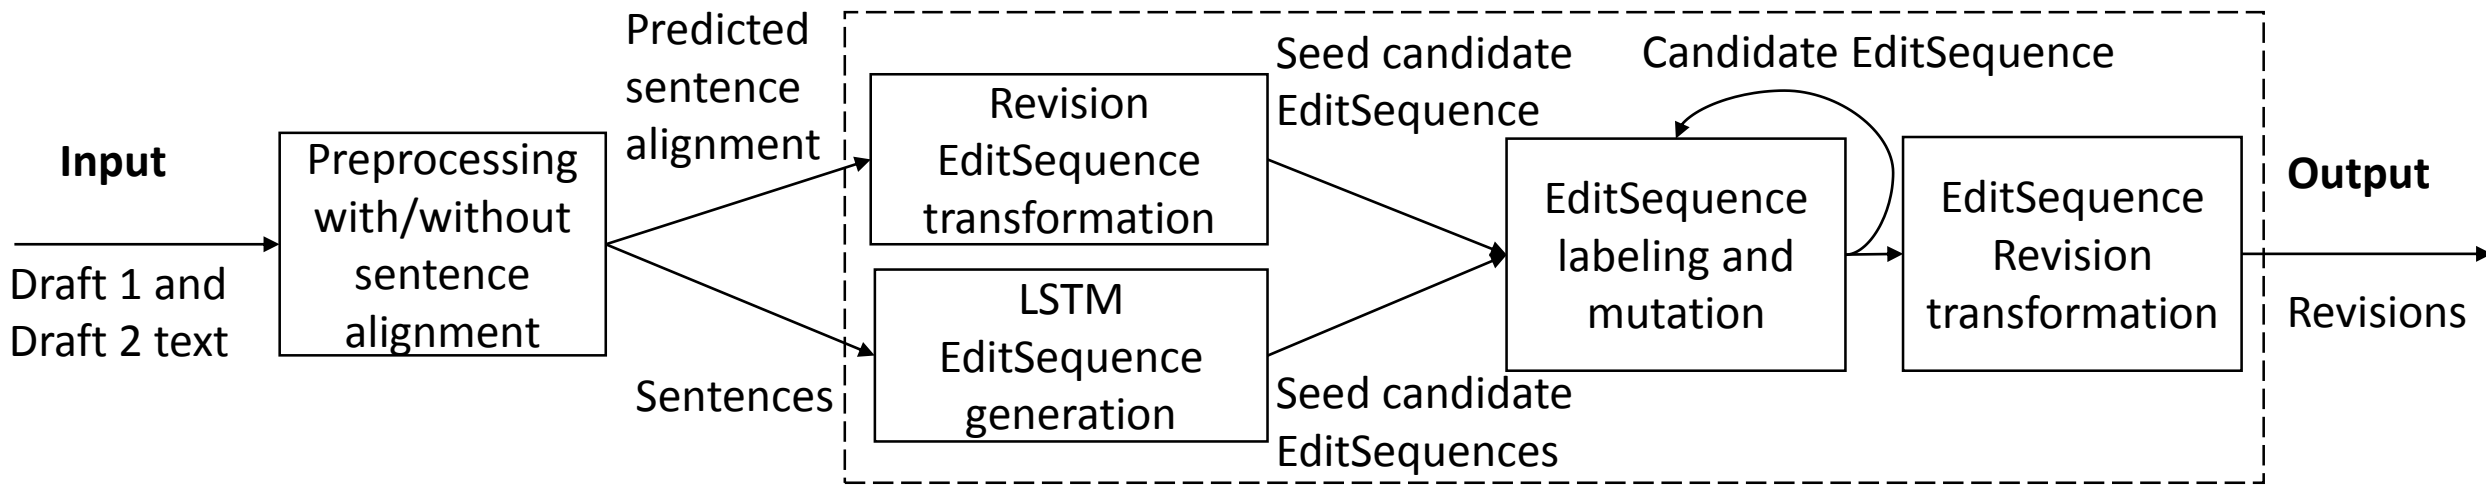 Input
Draft 1 and
Draft 2 text
Preprocessing
with/without
sentence
alignment
Predicted
sentence
alignment
Sentences
Revision
EditSequence
transformation
LSTM
EditSequence
generation
Seed candidate
EditSequence
Seed candidate
EditSequences
Candidate EditSequence
EditSequence
labeling and
mutation
EditSequence
Revision
transformation
Output
Revisions